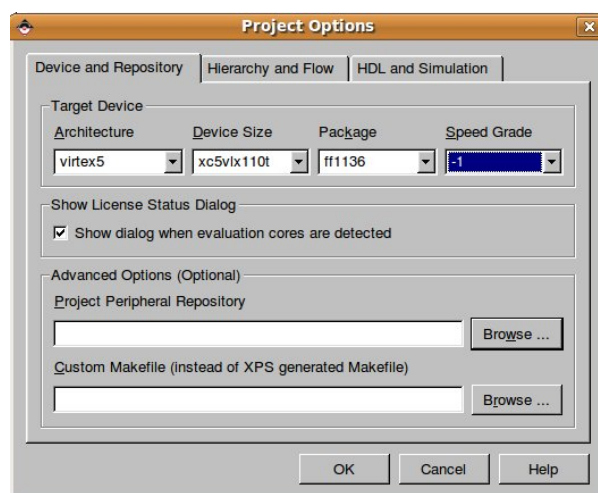 Project Options
Device and Repository Hierarchy and Flow HDL and Simulation
Target Device
Architecture Device Size Package Speed Grade
virtex5 xc5vlx110t ff1136 -1
Show License Status Dialog
Show dialog when evaluation cores are detected
Advanced Options (Optional)
Project Peripheral Repository
Browse ...
Custom Makefile (instead of XPS generated Makefile)
Browse ...
OK Cancel Help